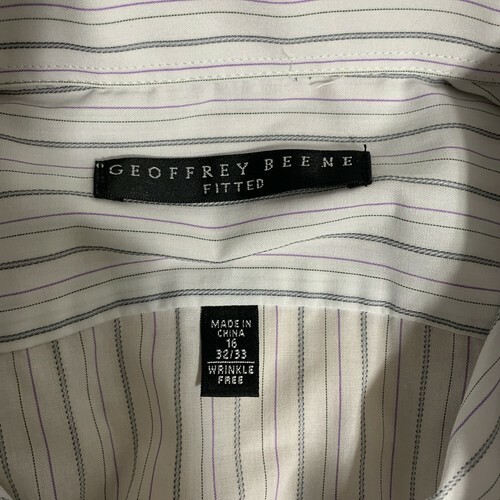 GEOFFREY BEENE
FITTED
MADE IN
CHINA
16
32/33
WRINKLE
FREE